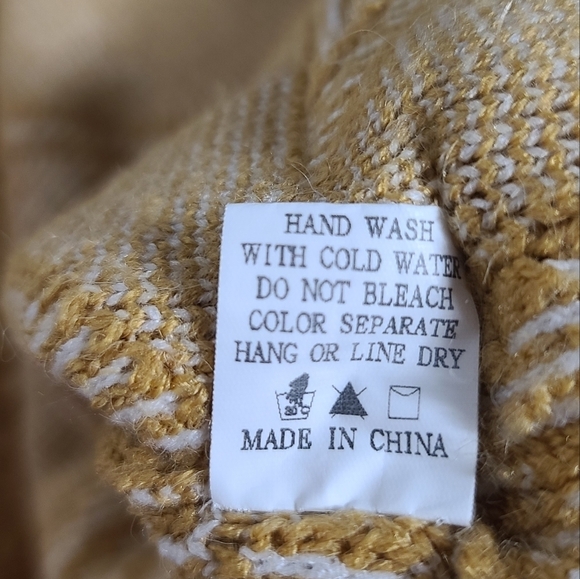 HAND WASH
WITH COLD WATER
DO NOT BLEACH
COLOR SEPARATE
HANG OR LINE DRY
30°C
MADE IN CHINA